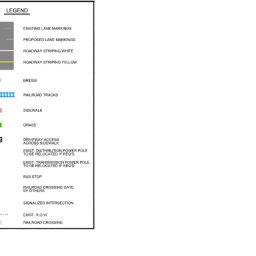 LEGEND
EXISTING LANE MARKINGS
PROPOSED LANE MARKINGS
ROADWAY STRIPING WHITE
ROADWAY STRIPING YELLOW
BRIDGE
RAILROAD TRACKS
SIDEWALK
GRASS
DRIVEWAY ACCESS
ACROSS SIDEWALK
EXIST. DISTRIBUTION POWER POLE
TO BE RELOCATED IF REQ'D
EXIST. TRANSMISSION POWER POLE
TO BE RELOCATED IF REQ'D
BUS STOP
RAILROAD CROSSING GATE
BY OTHERS
SIGNALIZED INTERSECTION
EXIST. R.O.W.
RAILROAD CROSSING